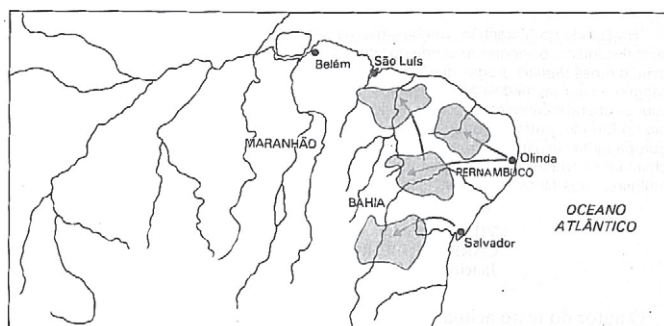 Belém
São Luís
MARANHÃO
Olinda
PERNAMBUCO
BAHIA
OCEANO
ATLÂNTICO
Salvador